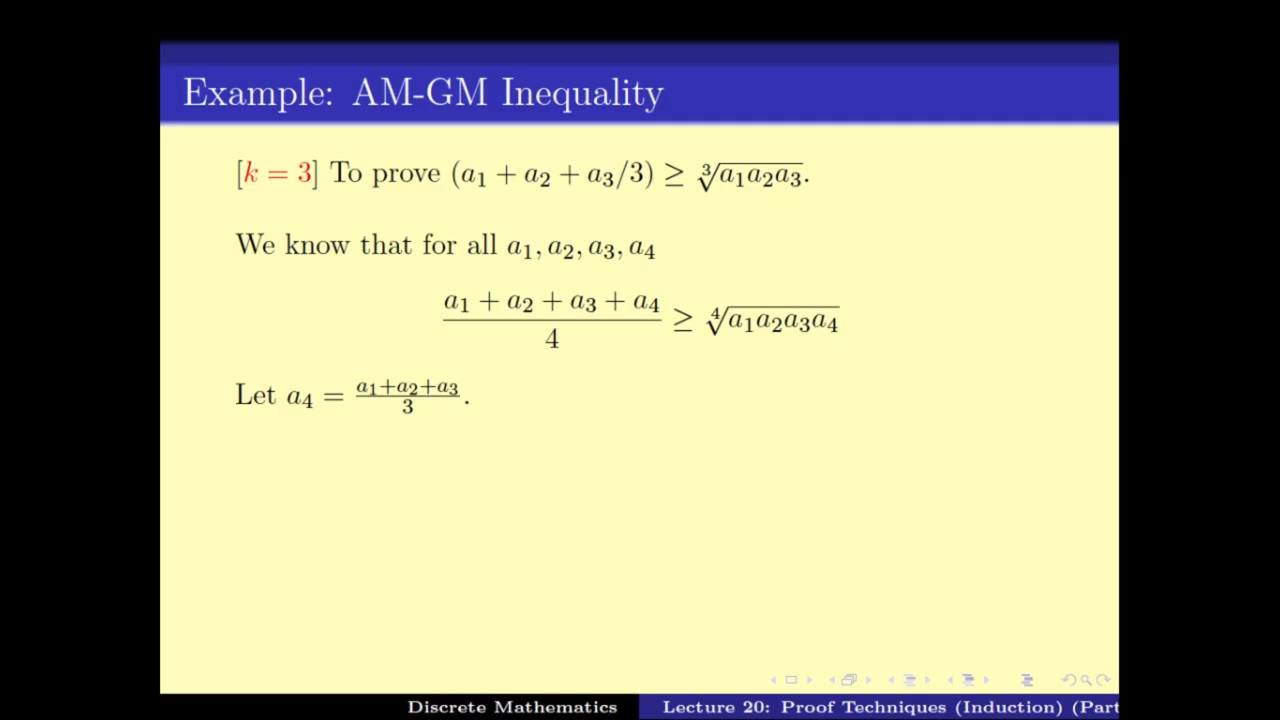 Example: AM-GM Inequality
[k = 3] To prove (a₁ + a₂ + a₃/3) ≥ ∛a₁a₂a₃.
We know that for all a₁, a₂, a₃, a₄
(a₁ + a₂ + a₃ + a₄)/4 ≥ ∜a₁a₂a₃a₄
Let a₄ = (a₁+a₂+a₃)/3.
Discrete Mathematics Lecture 20: Proof Techniques (Induction) (Part